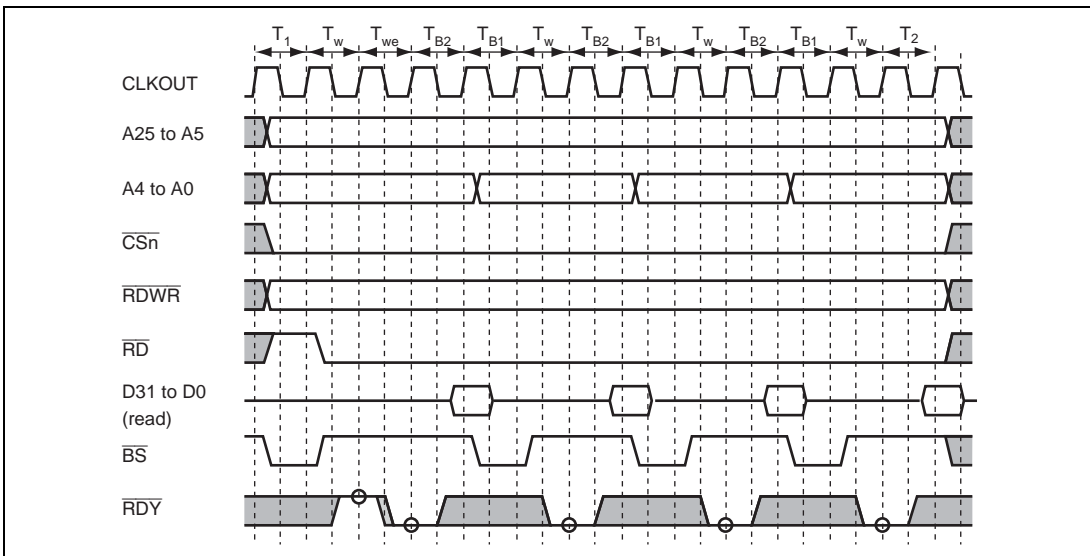 T1 Tw Twe TB2 TB1 Tw TB2 TB1 Tw TB2 TB1 Tw T2
CLKOUT
A25 to A5
A4 to A0
CSn
RDWR
RD
D31 to D0
(read)
BS
RDY